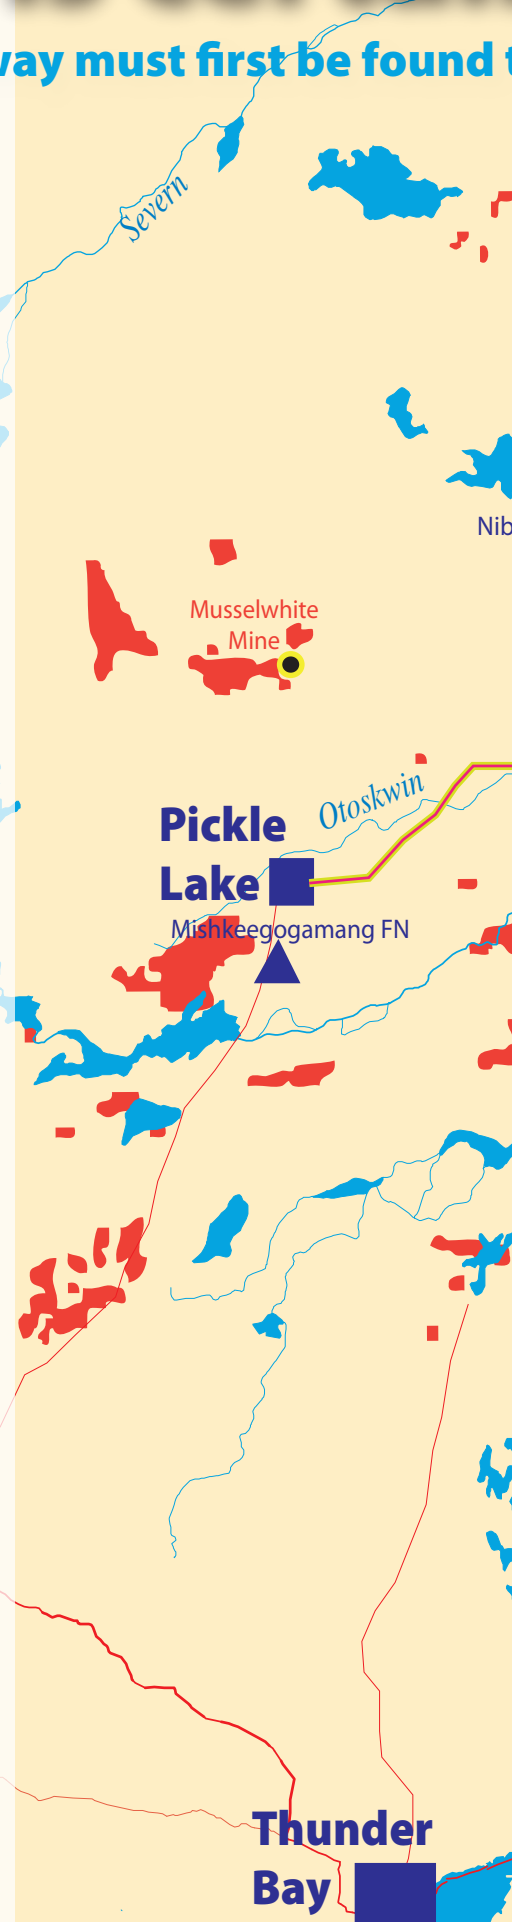 way must first be found t
Severn
Nib
Musselwhite
Mine
Otoskwin
Pickle
Lake
Mishkeegogamang FN
Thunder
Bay